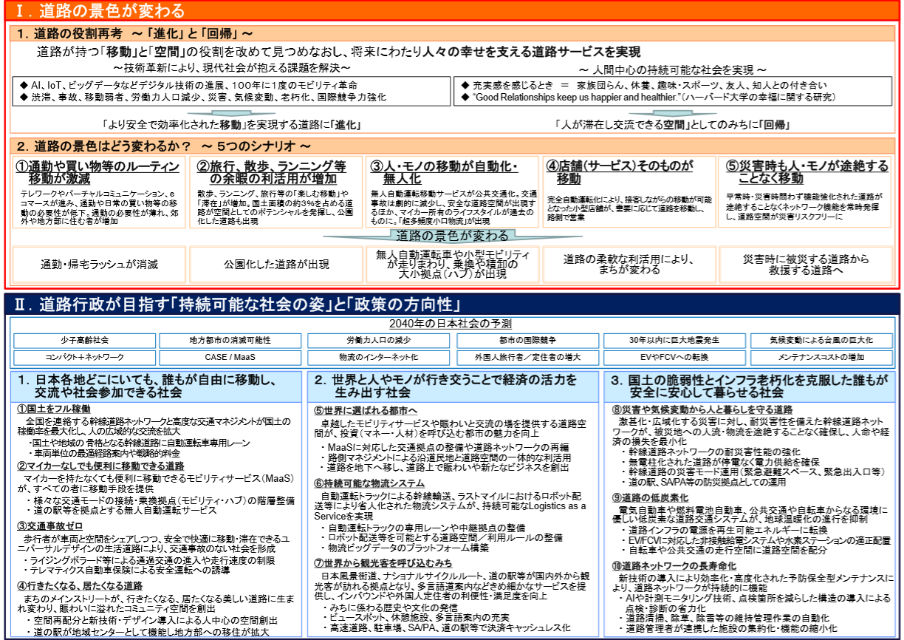 Ⅰ．道路の景色が変わる
１．道路の役割再考　～「進化」と「回帰」～
道路が持つ「移動」と「空間」の役割を改めて見つめなおし、将来にわたり人々の幸せを支える道路サービスを実現
～技術革新により、現代社会が抱える課題を解決～
◆ AI、IoT、ビッグデータなどデジタル技術の進展、100年に1度のモビリティ革命
◆ 渋滞、事故、移動弱者、労働力人口減少、災害、気候変動、老朽化、国際競争力強化
「より安全で効率化された移動」を実現する道路に「進化」
～ 人間中心の持続可能な社会を実現 ～
◆ 充実感を感じるとき　＝　家族団らん、休養、趣味・スポーツ、友人、知人との付き合い
◆ “Good Relationships keep us happier and healthier.”（ハーバード大学の幸福に関する研究）
「人が滞在し交流できる空間」としてのみちに「回帰」
２．道路の景色はどう変わるか？　～ ５つのシナリオ ～
①通勤や買い物等のルーティン
移動が激減
テレワークやバーチャルコミュニケーション、e
コマースが進み、通勤や日常の買い物等の移
動の必要性が低下。通勤の必要性が薄れ、郊
外や地方部に住む者が増加
②旅行、散歩、ランニング等
の余暇の利活用が増加
散歩、ランニング、旅行等の「楽しむ移動」や
「滞在」が増加。国土面積の約3％を占める道
路が空間としてのポテンシャルを発揮し、公園
化した道路も出現
③人・モノの移動が自動化・
無人化
無人自動運転移動サービスが公共交通化。交通
事故は劇的に減少し、安全な道路空間が出現す
るほか、マイカー所有のライフスタイルが過去の
ものに。「超多頻度小口物流」が出現
④店舗（サービス）そのものが
移動
完全自動運転化により、接客しながらの移動が可能
となった小型店舗が、需要に応じて道路を移動し、
路側で営業
⑤災害時も人・モノが途絶する
ことなく移動
平常時・災害時問わず機能強化された道路が
途絶することなくネットワーク機能を常時発揮
し、道路空間が災害リスクフリーに
道路の景色が変わる
通勤・帰宅ラッシュが消滅
公園化した道路が出現
無人自動運転車や小型モビリティ
が走りまわり、乗換や積卸の
大小拠点（ハブ）が出現
道路の柔軟な利活用により、
まちが変わる
災害時に被災する道路から
救援する道路へ
Ⅱ．道路行政が目指す「持続可能な社会の姿」と「政策の方向性」
2040年の日本社会の予測
少子高齢社会
地方都市の消滅可能性
労働力人口の減少
都市の国際競争
30年以内に巨大地震発生
気候変動による台風の巨大化
コンパクト＋ネットワーク
CASE / MaaS
物流のインターネット化
外国人旅行者／定住者の増大
EVやFCVへの転換
メンテナンスコストの増加
１．日本各地どこにいても、誰もが自由に移動し、
交流や社会参加できる社会
①国土をフル稼働
全国を連絡する幹線道路ネットワークと高度な交通マネジメントが国土の
稼働率を最大化し、人の広域的な交流を拡大
・国土や地域の骨格となる幹線道路に自動運転車専用レーン
・車両単位の最適経路案内や概略的料金
②マイカーなしでも便利に移動できる道路
マイカーを持たなくても便利に移動できるモビリティサービス（MaaS）
が、すべての者に移動手段を提供
・様々な交通モードの接続・乗換拠点（モビリティ・ハブ）の階層整備
・道の駅等を拠点とする無人自動運転サービス
③交通事故ゼロ
歩行者が車両と空間をシェアしつつ、安全で快適に移動・滞在できるユ
ニバーサルデザインの生活道路により、交通事故のない社会を形成
・ライジングボラード等による通過交通の進入や走行速度の制限
・テレマティクス自動車保険による安全運転への誘導
④行きたくなる、居たくなる道路
まちのメインストリートが、行きたくなる、居たくなる美しい道路に生ま
れ変わり、賑わいに溢れたコミュニティ空間を創出
・空間再配分と新技術・デザイン導入による人中心の空間創出
・道の駅が地域センターとして機能し地方部への移住が拡大
２．世界と人やモノが行き交うことで経済の活力を
生み出す社会
⑤世界に選ばれる都市へ
卓越したモビリティサービスや賑わいと交流の場を提供する道路空
間が、投資（マネー・人材）を呼び込む都市の魅力を向上
・MaaSに対応した交通拠点の整備や道路ネットワークの再編
・路側マネジメントによる沿道民地と道路空間の一体的な利活用
・道路を地下へ移し、道路上で賑わいや新たなビジネスを創出
⑥持続可能な物流システム
自動運転トラックによる幹線輸送、ラストマイルにおけるロボット配
送等により省人化された物流システムが、持続可能なLogistics as a
Serviceを実現
・自動運転トラックの専用レーンや中継拠点の整備
・ロボット配送等を可能とする道路空間／利用ルールの整備
・物流ビッグデータのプラットフォーム構築
⑦世界から観光客を呼び込むみち
日本風景街道、ナショナルサイクルルート、道の駅等が国内外から観
光客が訪れる拠点となり、多言語案内などきめ細かなサービスを提供
し、インバウンドや外国人定住者の利便性・満足度を向上
・みちに係わる歴史や文化の発信
・ビュースポット、休憩施設、多言語案内の充実
・高速道路、駐車場、SA/PA、道の駅等で決済キャッシュレス化
３．国土の脆弱性とインフラ老朽化を克服した誰もが
安全に安心して暮らせる社会
⑧災害や気候変動から人と暮らしを守る道路
激甚化・広域化する災害に対し、耐災害性を備えた幹線道路ネット
ワークが、被災地への人流・物流を途絶することなく確保し、人命や経
済の損失を最小化
・幹線道路ネットワークの耐災害性能の強化
・無電柱化された道路が停電なく電力供給を確保
・幹線道路の災害モード運用（緊急避難スペース、緊急出入口等）
・道の駅、SA/PA等の防災拠点としての運用
⑨道路の低炭素化
電気自動車や燃料電池自動車、公共交通や自転車からなる環境に
優しい低炭素な道路交通システムが、地球温暖化の進行を抑制
・道路インフラの電源を再生可能エネルギーに転換
・EV/FCVに対応した非接触給電システムや水素ステーションの適正配置
・自転車や公共交通の走行空間に道路空間を配分
⑩道路ネットワークの長寿命化
新技術の導入により効率化・高度化された予防保全型メンテナンスに
より、道路ネットワークが持続的に機能
・AIや計測モニタリング技術、点検箇所を減らした構造の導入による
点検・診断の省力化
・道路清掃、除草、除雪等の維持管理作業の自動化
・道路管理者が連携した施設の集約化・機能の縮小化